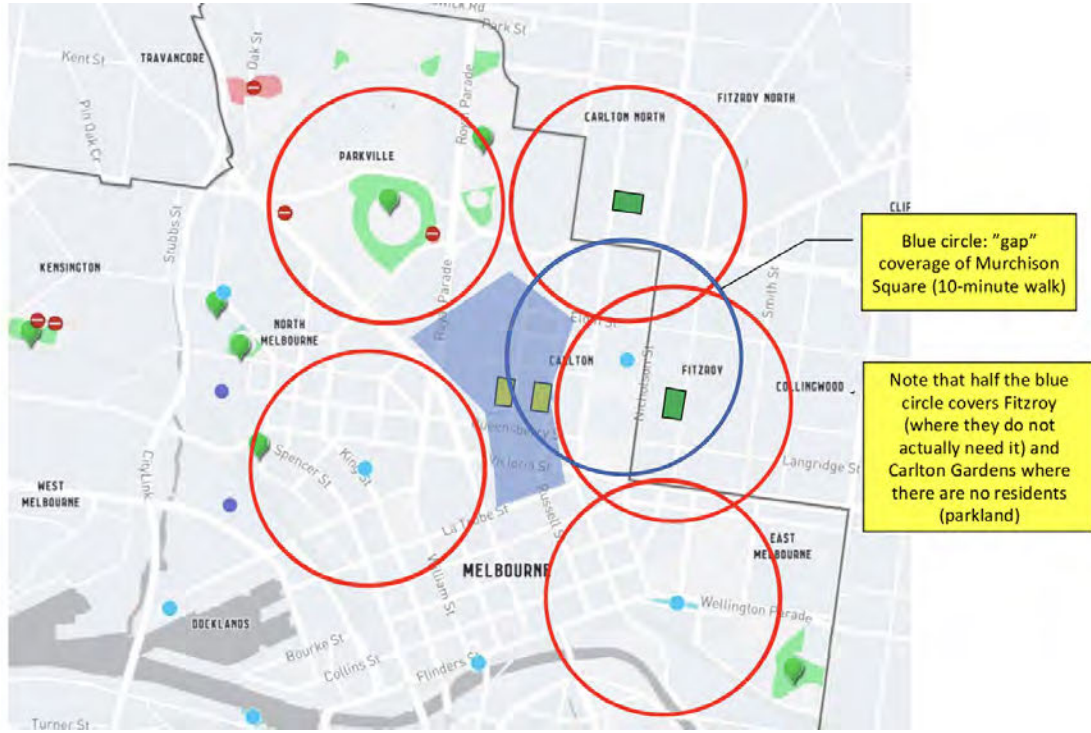 Park St
Kent St
TRAVANCORE
Oak St
Pin Oak Cr
Royal Parade
FITZROY NORTH
CARLTON NORTH
PARKVILLE
Stubbs St
CLIF
Blue circle: "gap"
coverage of Murchison
Square (10-minute walk)
KENSINGTON
Smith St
Royal Parade
NORTH
MELBOURNE
Elgin St
CARLTON
Nicholson St
FITZROY
COLLINGWOOD
Note that half the blue
circle covers Fitzroy
(where they do not
actually need it) and
Carlton Gardens where
there are no residents
(parkland)
Queensberry St
Victoria St
Langridge St
Spencer St
King St
CityLink
WEST
MELBOURNE
La Trobe St
Russell St
EAST
MELBOURNE
MELBOURNE
William St
Wellington Parade
DOCKLANDS
Bourke St
Collins St
Flinders
Turner St